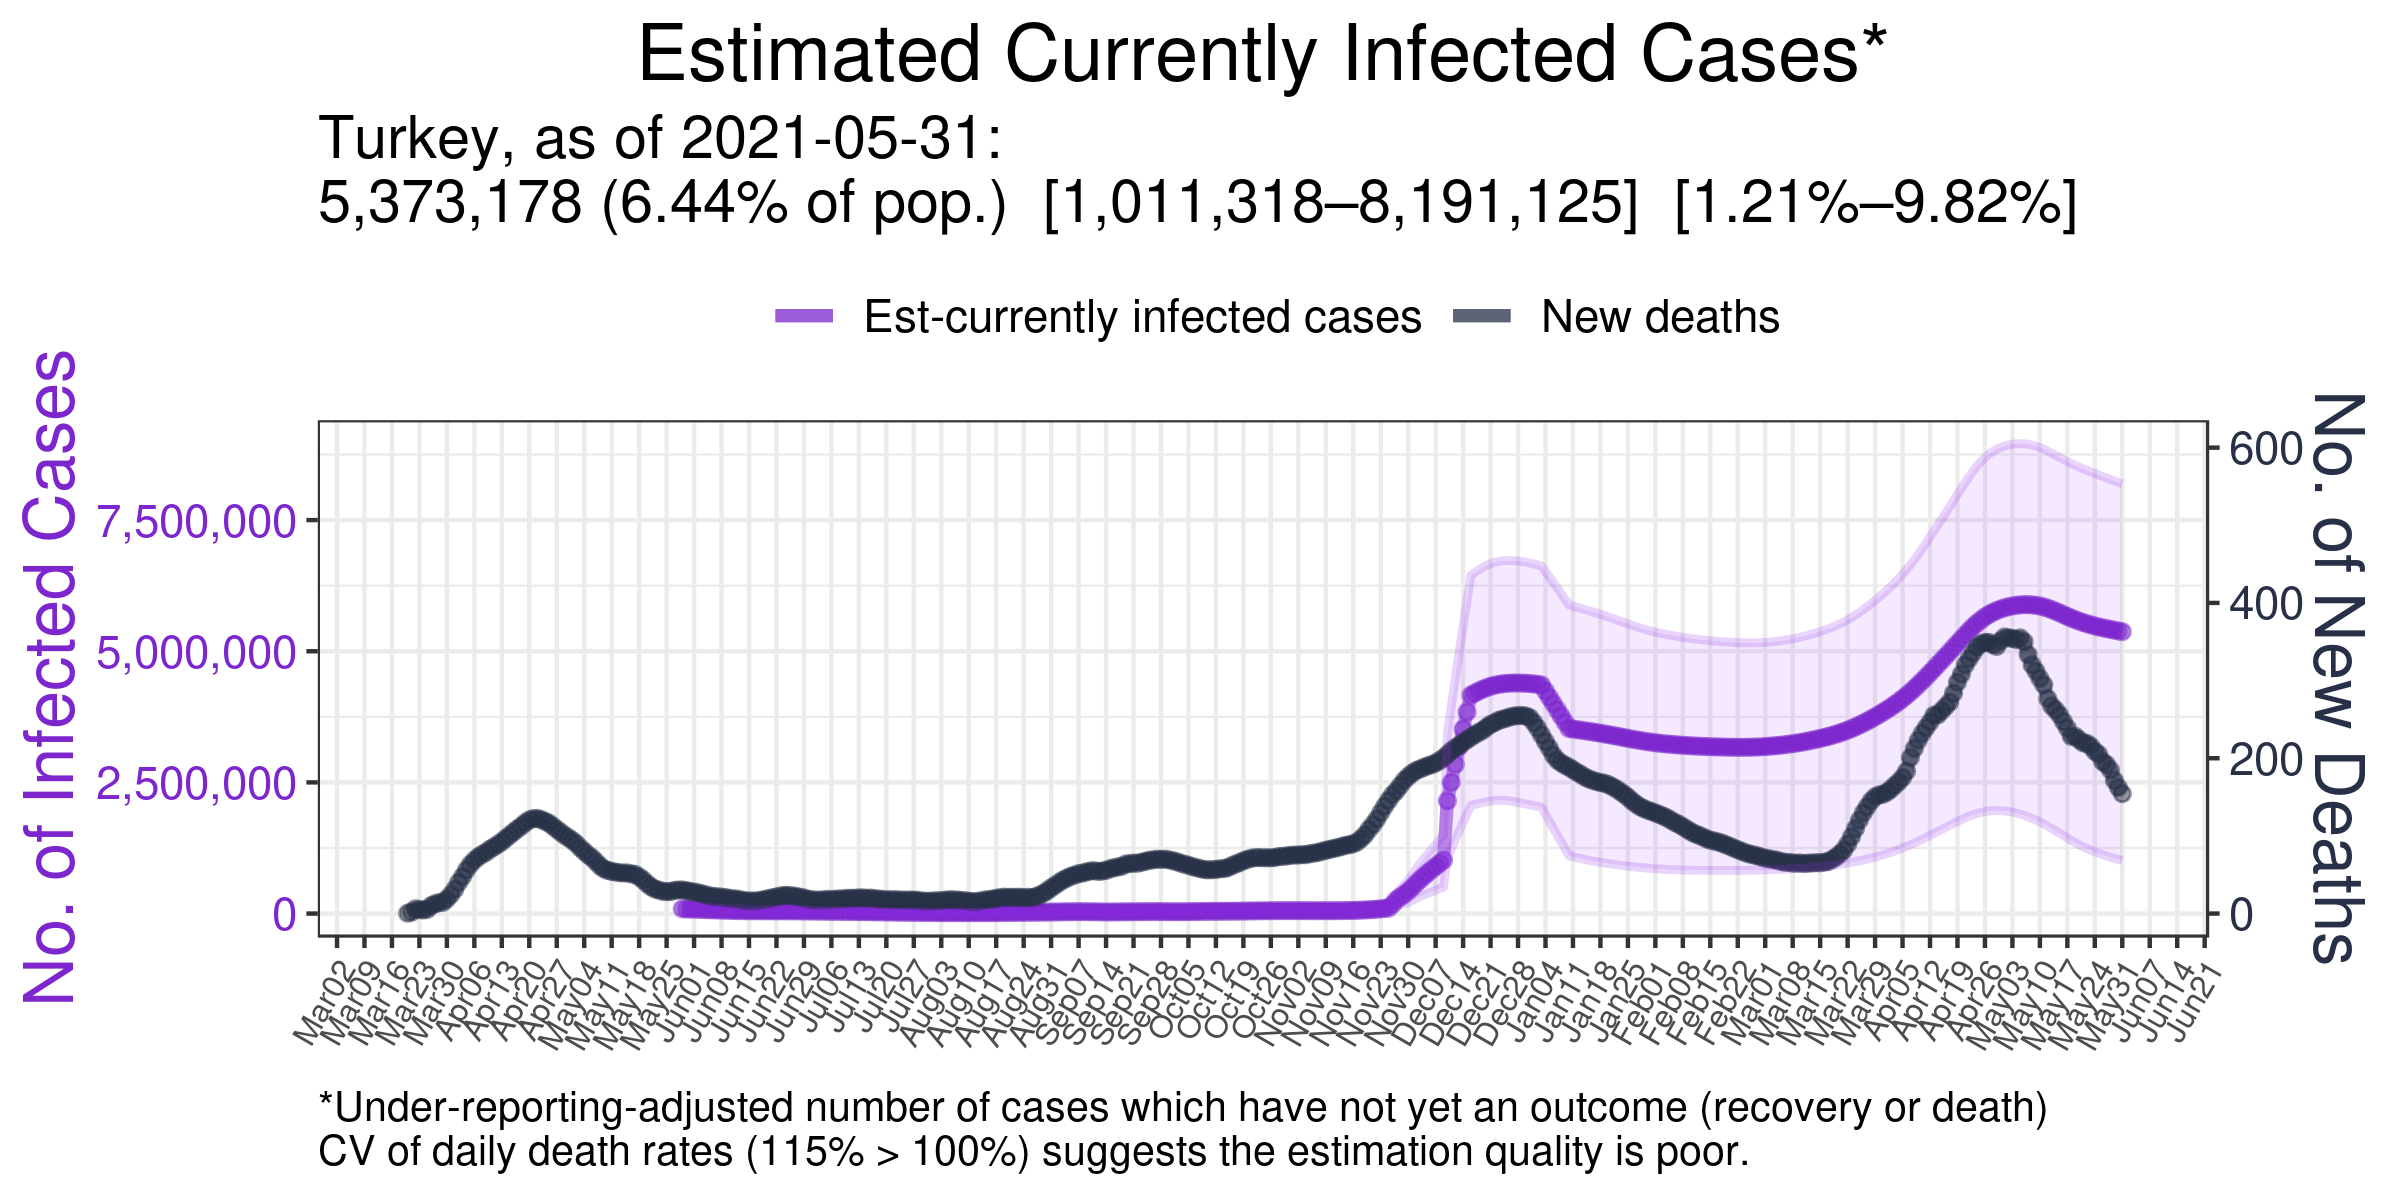 Estimated Currently Infected Cases*
Turkey, as of 2021-05-31:
5,373,178 (6.44% of pop.) [1,011,318–8,191,125] [1.21%–9.82%]
Est-currently infected cases
New deaths
No. of Infected Cases
7,500,000
5,000,000
2,500,000
0
600
400
200
0
No. of New Deaths
Mar02
Mar09
Mar16
Mar23
Mar30
Apr06
Apr13
Apr20
Apr27
May04
May11
May18
May25
Jun01
Jun08
Jun15
Jun22
Jun29
Jul06
Jul13
Jul20
Jul27
Aug03
Aug10
Aug17
Aug24
Aug31
Sep07
Sep14
Sep21
Sep28
Oct05
Oct12
Oct19
Oct26
Nov02
Nov09
Nov16
Nov23
Nov30
Dec07
Dec14
Dec21
Dec28
Jan04
Jan11
Jan18
Jan25
Feb01
Feb08
Feb15
Feb22
Mar01
Mar08
Mar15
Mar22
Mar29
Apr05
Apr12
Apr19
Apr26
May03
May10
May17
May24
May31
Jun07
Jun14
Jun21
*Under-reporting-adjusted number of cases which have not yet an outcome (recovery or death)
CV of daily death rates (115% > 100%) suggests the estimation quality is poor.